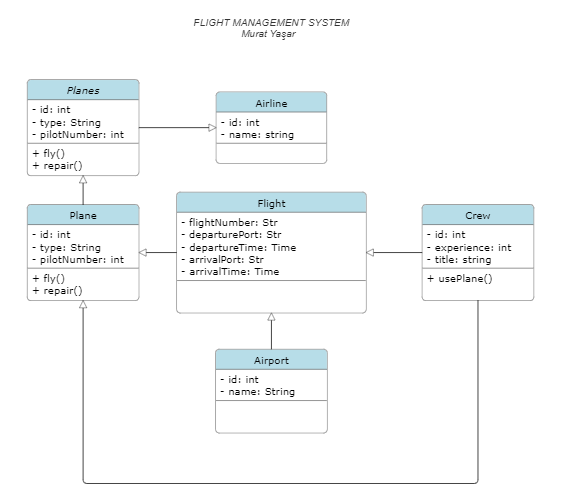 FLIGHT MANAGEMENT SYSTEM
Murat Yaşar
Planes
- id: int
- type: String
- pilotNumber: int
+ fly()
+ repair()
Airline
- id: int
- name: string
Plane
- id: int
- type: String
- pilotNumber: int
+ fly()
+ repair()
Flight
- flightNumber: Str
- departurePort: Str
- departureTime: Time
- arrivalPort: Str
- arrivalTime: Time
Crew
- id: int
- experience: int
- title: string
+ usePlane()
Airport
- id: int
- name: String